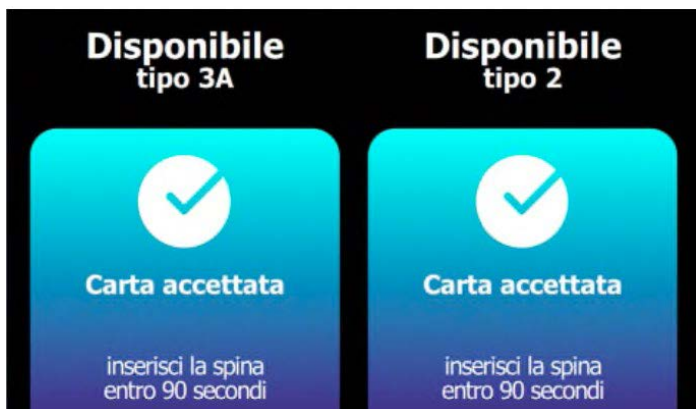 Disponibile
tipo 3A
Carta accettata
inserisci la spina
entro 90 secondi
Disponibile
tipo 2
Carta accettata
inserisci la spina
entro 90 secondi